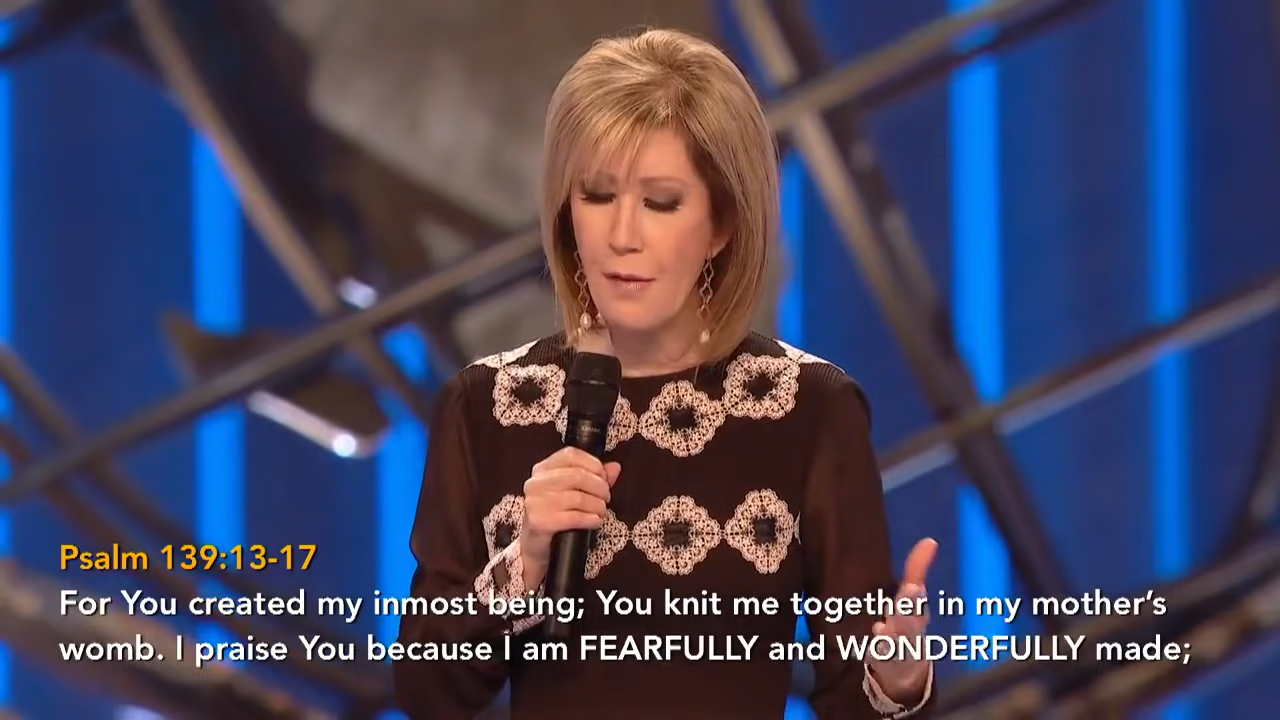 Psalm 139:13-17
For You created my inmost being; You knit me together in my mother's
womb. I praise You because I am FEARFULLY and WONDERFULLY made;